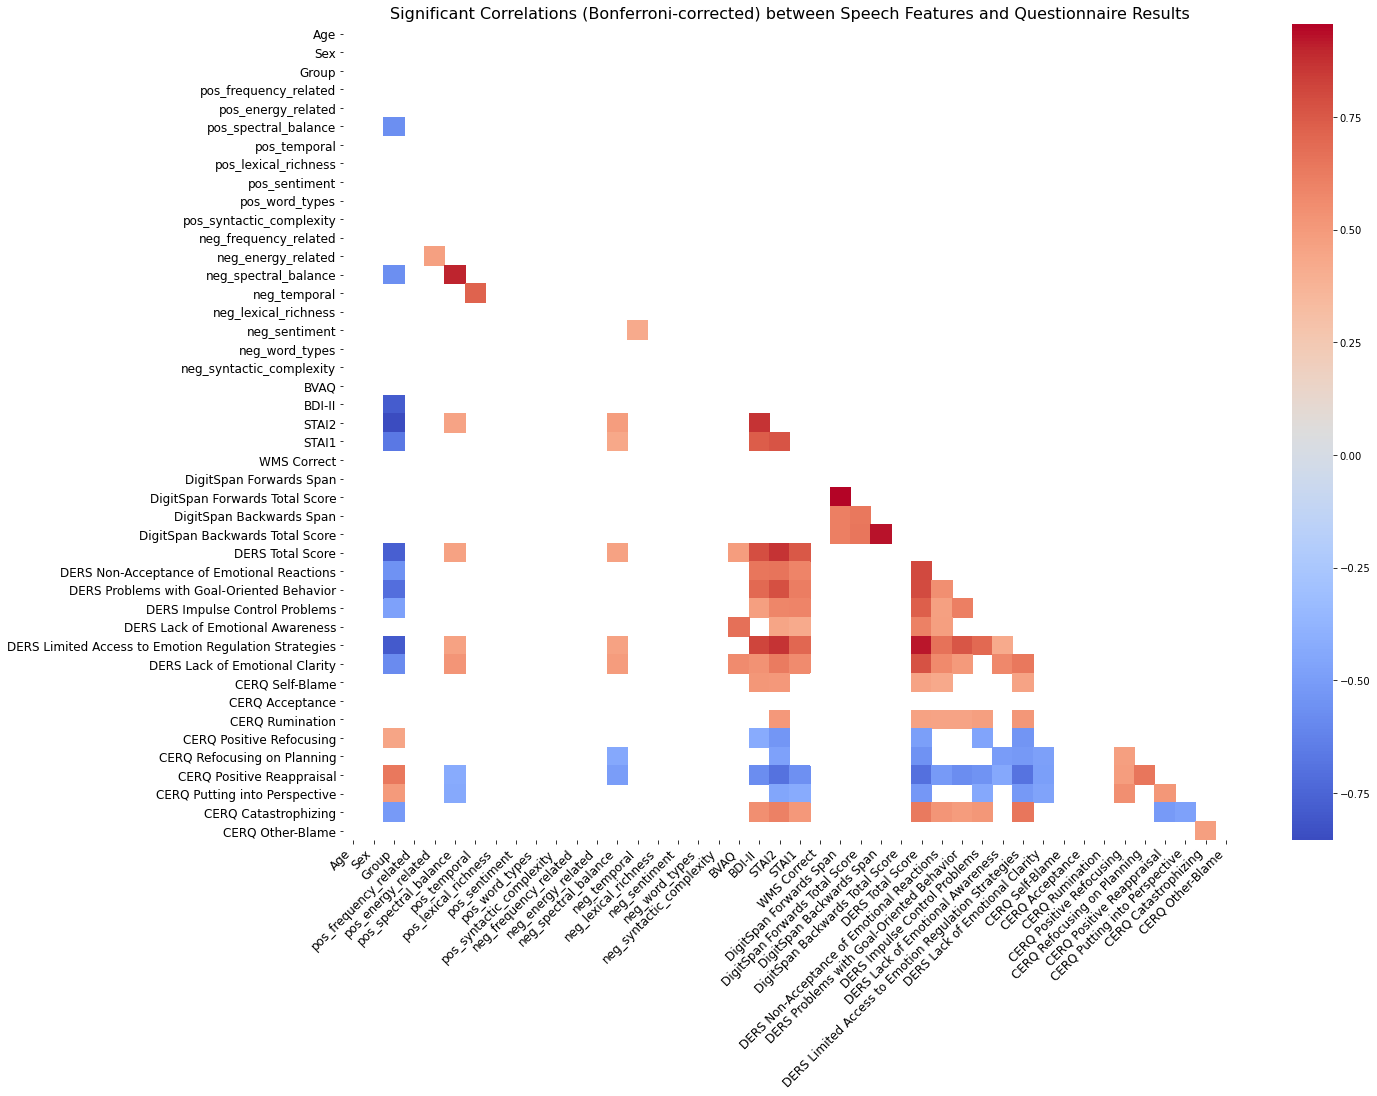 Significant Correlations (Bonferroni-corrected) between Speech Features and Questionnaire Results
Age
Sex
Group
pos_frequency_related
pos_energy_related
pos_spectral_balance
pos_temporal
pos_lexical_richness
pos_sentiment
pos_word_types
pos_syntactic_complexity
neg_frequency_related
neg_energy_related
neg_spectral_balance
neg_temporal
neg_lexical_richness
neg_sentiment
neg_word_types
neg_syntactic_complexity
BVAQ
BDI-II
STAI2
STAI1
WMS Correct
DigitSpan Forwards Span
DigitSpan Forwards Total Score
DigitSpan Backwards Span
DigitSpan Backwards Total Score
DERS Total Score
DERS Non-Acceptance of Emotional Reactions
DERS Problems with Goal-Oriented Behavior
DERS Impulse Control Problems
DERS Lack of Emotional Awareness
DERS Limited Access to Emotion Regulation Strategies
DERS Lack of Emotional Clarity
CERQ Self-Blame
CERQ Acceptance
CERQ Rumination
CERQ Positive Refocusing
CERQ Refocusing on Planning
CERQ Positive Reappraisal
CERQ Putting into Perspective
CERQ Catastrophizing
CERQ Other-Blame
Age
Sex
Group
pos_frequency_related
pos_energy_related
pos_spectral_balance
pos_temporal
pos_lexical_richness
pos_sentiment
pos_word_types
pos_syntactic_complexity
neg_frequency_related
neg_energy_related
neg_spectral_balance
neg_temporal
neg_lexical_richness
neg_sentiment
neg_word_types
neg_syntactic_complexity
BVAQ
BDI-II
STAI2
STAI1
WMS Correct
DigitSpan Forwards Span
DigitSpan Forwards Total Score
DigitSpan Backwards Span
DigitSpan Backwards Total Score
DERS Total Score
DERS Non-Acceptance of Emotional Reactions
DERS Problems with Goal-Oriented Behavior
DERS Impulse Control Problems
DERS Lack of Emotional Awareness
DERS Limited Access to Emotion Regulation Strategies
DERS Lack of Emotional Clarity
CERQ Self-Blame
CERQ Acceptance
CERQ Rumination
CERQ Positive Refocusing
CERQ Refocusing on Planning
CERQ Positive Reappraisal
CERQ Putting into Perspective
CERQ Catastrophizing
CERQ Other-Blame
0.75
0.50
0.25
0.00
−0.25
−0.50
−0.75